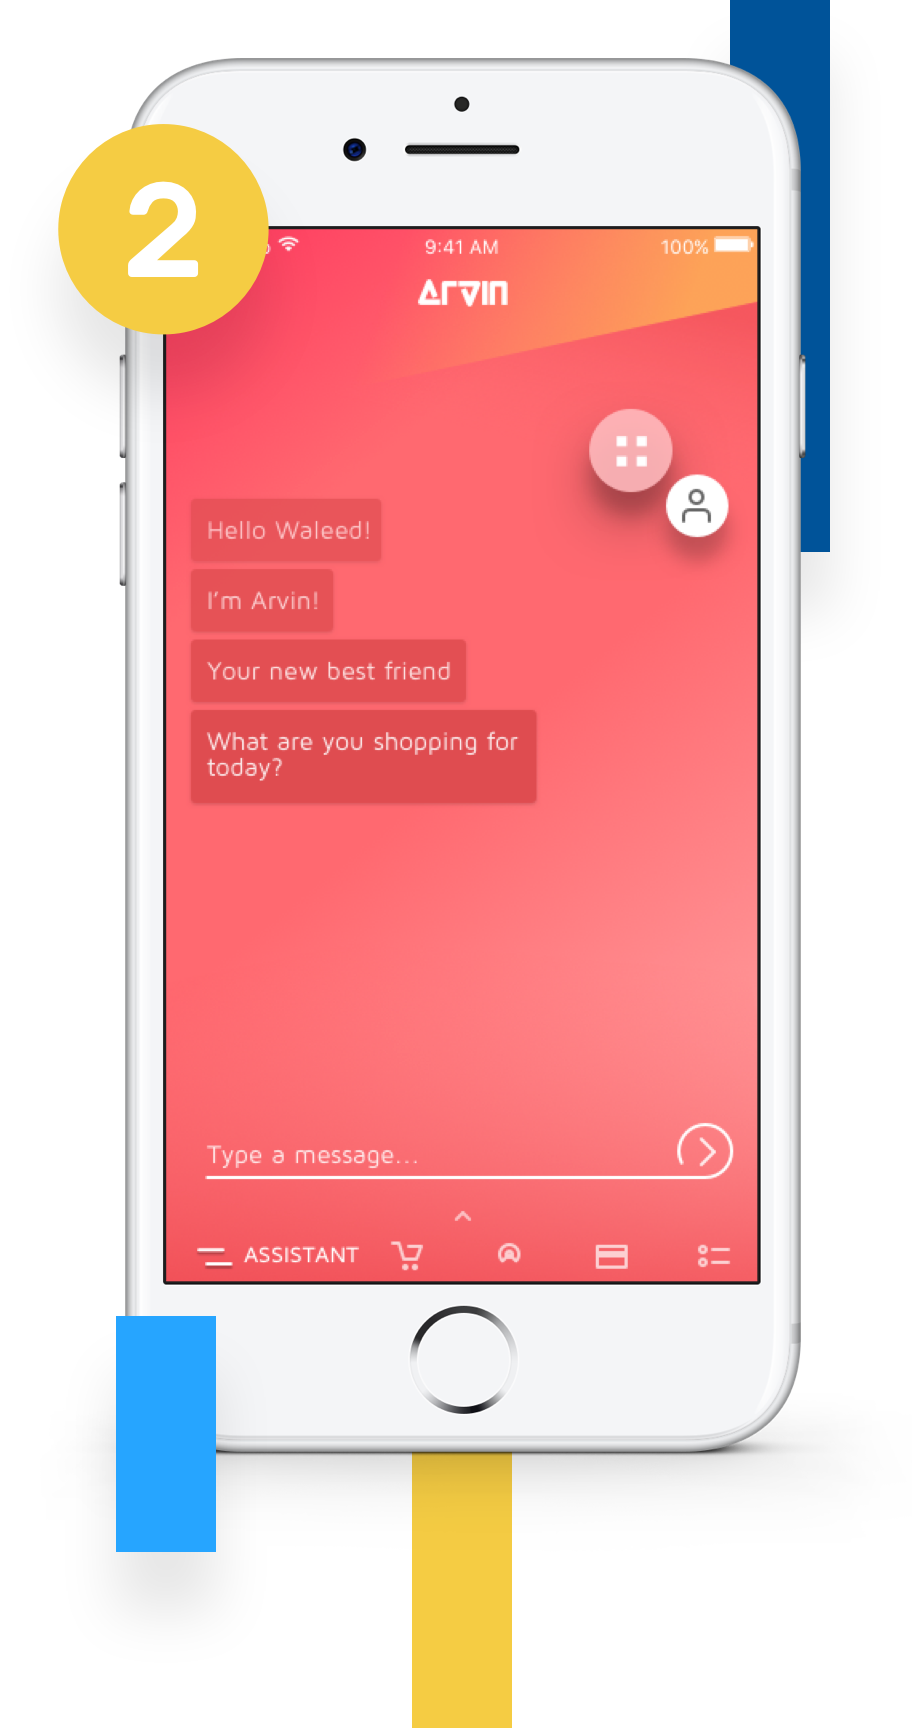 2
9:41 AM
100%
Arvin
Hello Waleed!
I'm Arvin!
Your new best friend
What are you shopping for
today?
Type a message...
ASSISTANT